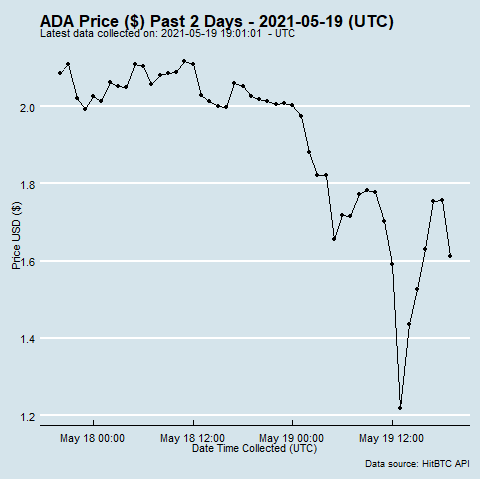 ADA Price ($) Past 2 Days - 2021-05-19 (UTC)
Latest data collected on: 2021-05-19 19:01:01  - UTC
2.0
1.8
1.6
1.4
1.2
Price USD ($)
May 18 00:00 May 18 12:00 May 19 00:00 May 19 12:00
Date Time Collected (UTC)
Data source: HitBTC API